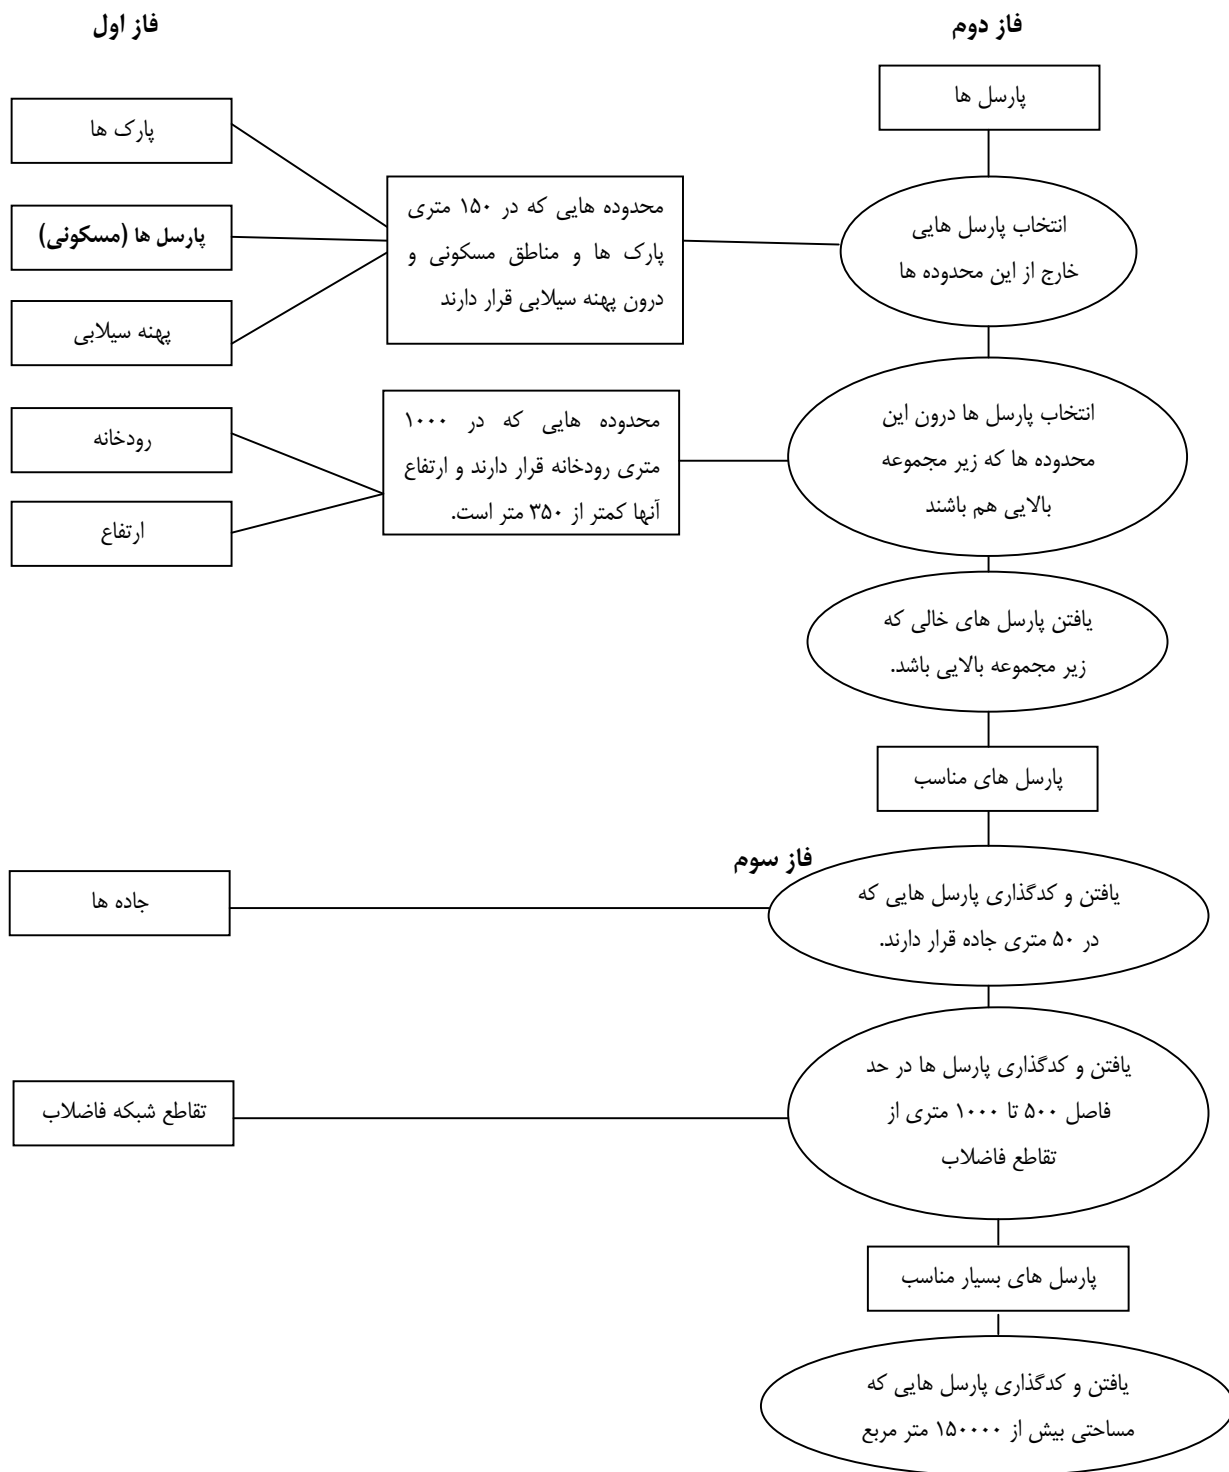 فاز اول
فاز دوم
پارسل ها
پارک ها
پارسل ها (مسکونی)
پهنه سیلابی
محدوده هایی که در ۱۵۰ متری
پارک ها و مناطق مسکونی و
درون پهنه سیلابی قرار دارند
انتخاب پارسل هایی
خارج از این محدوده ها
رودخانه
ارتفاع
محدوده هایی که در ۱۰۰۰
متری رودخانه قرار دارند و ارتفاع
آنها کمتر از ۳۵۰ متر است.
انتخاب پارسل ها درون این
محدوده ها که زیر مجموعه
بالایی هم باشند
یافتن پارسل های خالی که
زیر مجموعه بالایی باشد.
پارسل های مناسب
فاز سوم
جاده ها
یافتن و کدگذاری پارسل هایی که
در ۵۰ متری جاده قرار دارند.
تقاطع شبکه فاضلاب
یافتن و کدگذاری پارسل ها در حد
فاصل ۵۰۰ تا ۱۰۰۰ متری از
تقاطع فاضلاب
پارسل های بسیار مناسب
یافتن و کدگذاری پارسل هایی که
مساحتی بیش از ۱۵۰۰۰۰ متر مربع